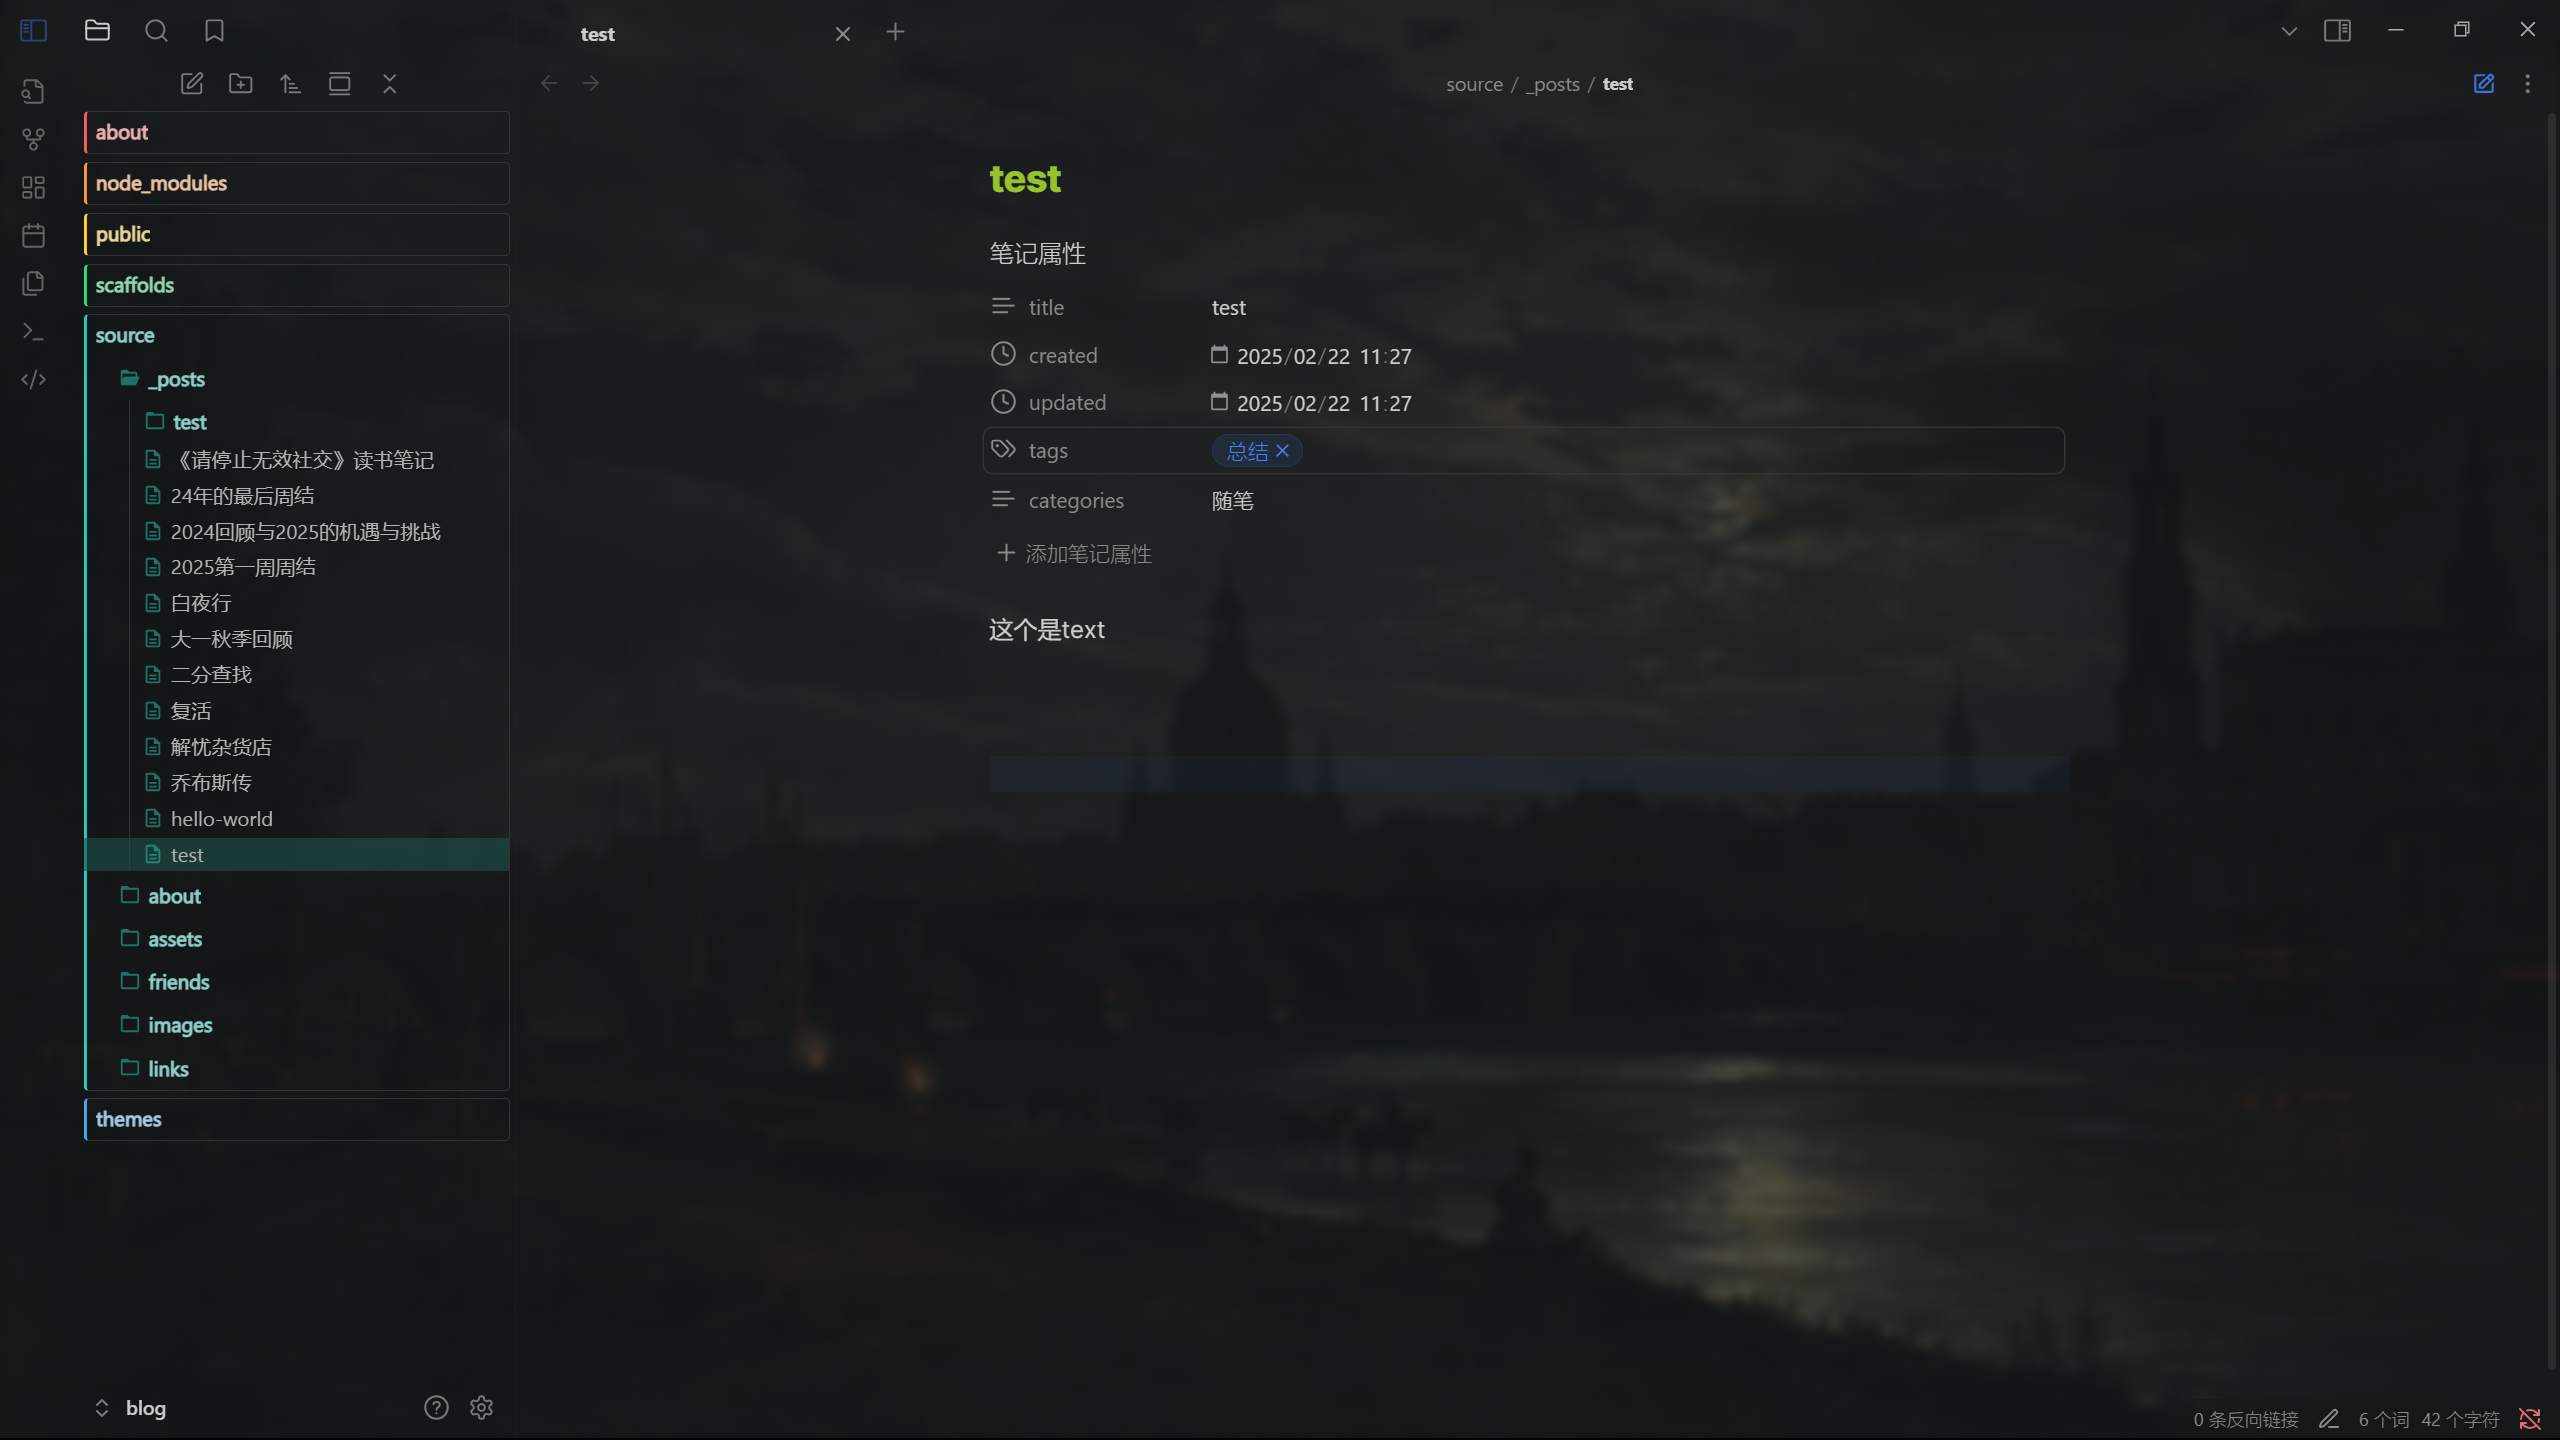 test
source / _posts / test
about
node_modules
public
scaffolds
source
_posts
test
《请停止无效社交》读书笔记
24年的最后周结
2024回顾与2025的机遇与挑战
2025第一周周结
白夜行
大一秋季回顾
二分查找
复活
解忧杂货店
乔布斯传
hello-world
test
about
assets
friends
images
links
themes
blog
test
笔记属性
title test
created 2025/02/22 11:27
updated 2025/02/22 11:27
tags 总结
categories 随笔
添加笔记属性
这个是text
0 条反向链接 6 个词 42 个字符